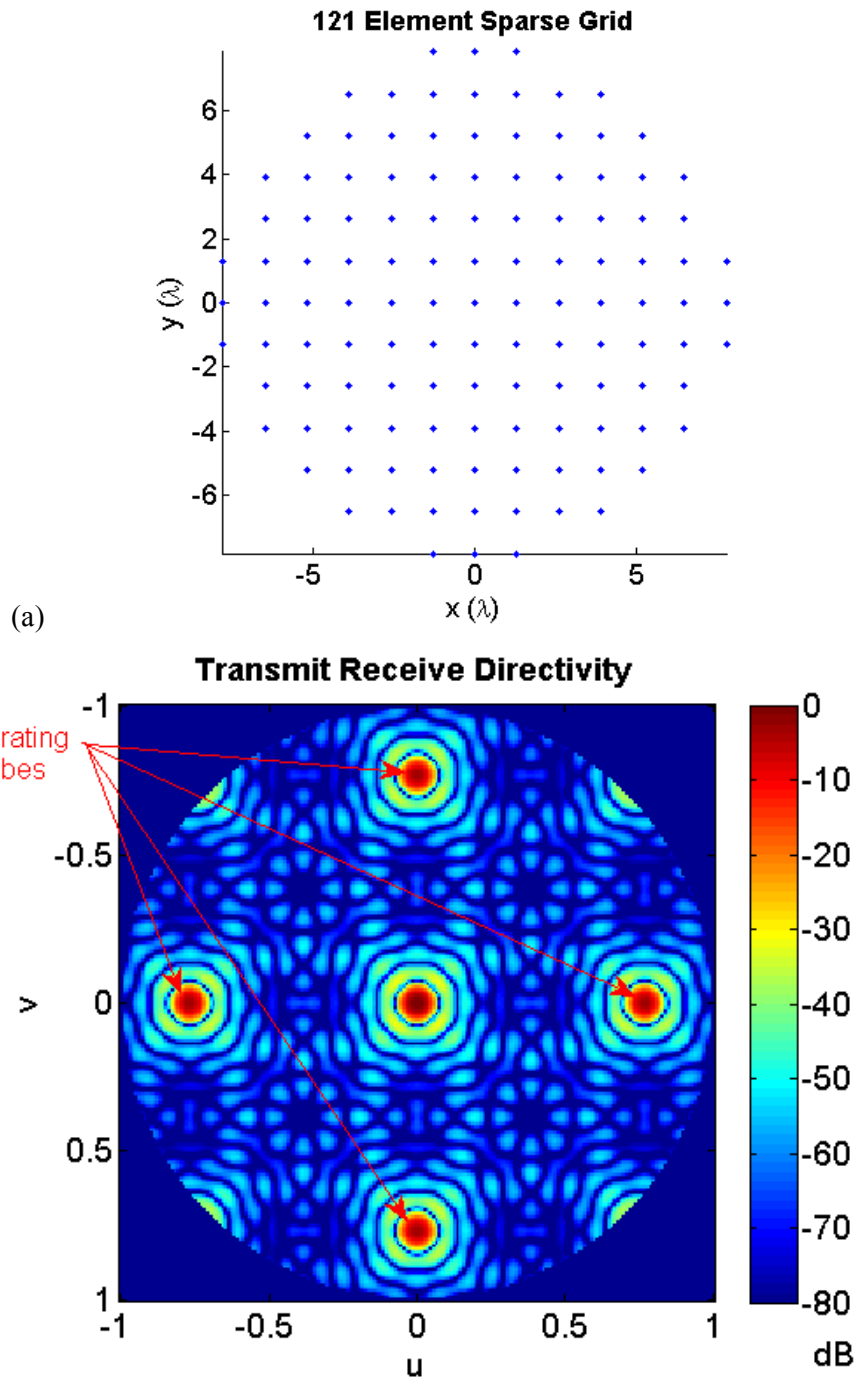 121 Element Sparse Grid
6
4
2
0
-2
-4
-6
y (λ)
-5
0
5
x (λ)
(a)
Transmit Receive Directivity
rating
bes
-1
-0.5
0
0.5
1
v
-1
-0.5
0
0.5
1
u
0
-10
-20
-30
-40
-50
-60
-70
-80
dB